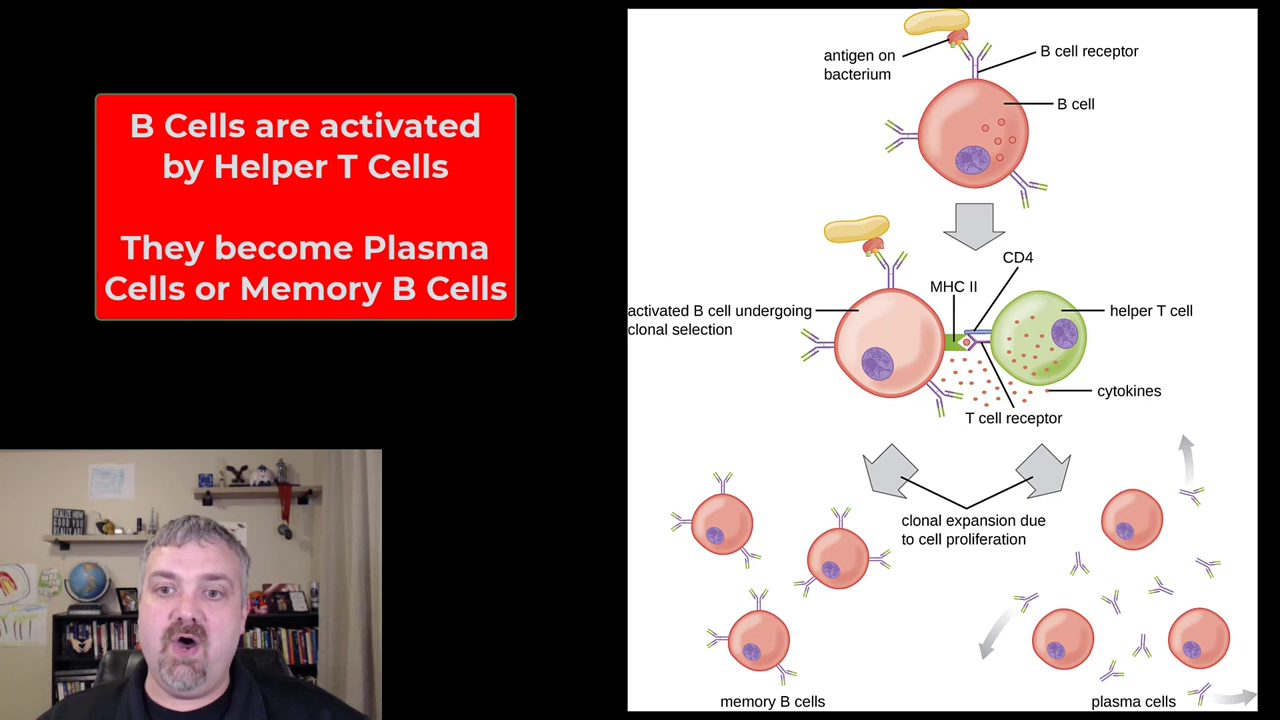 B Cells are activated
by Helper T Cells
They become Plasma
Cells or Memory B Cells
antigen on
bacterium
B cell receptor
B cell
CD4
MHC II
activated B cell undergoing
clonal selection
helper T cell
cytokines
T cell receptor
clonal expansion due
to cell proliferation
memory B cells
plasma cells